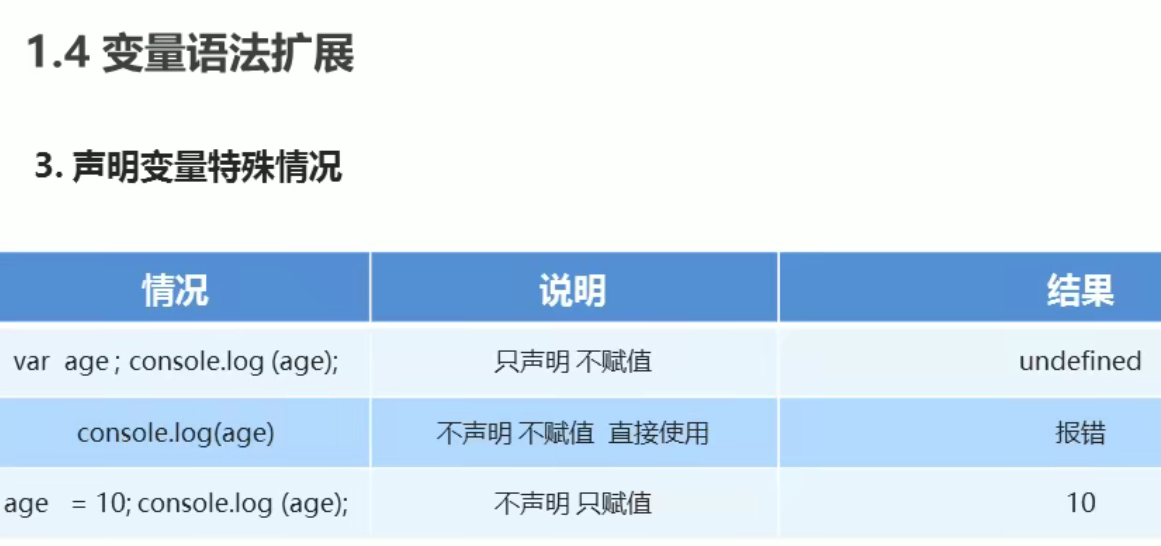 1.4 变量语法扩展
3. 声明变量特殊情况
情况 说明 结果
var age ; console.log (age); 只声明 不赋值 undefined
console.log(age) 不声明 不赋值 直接使用 报错
age = 10; console.log (age); 不声明 只赋值 10